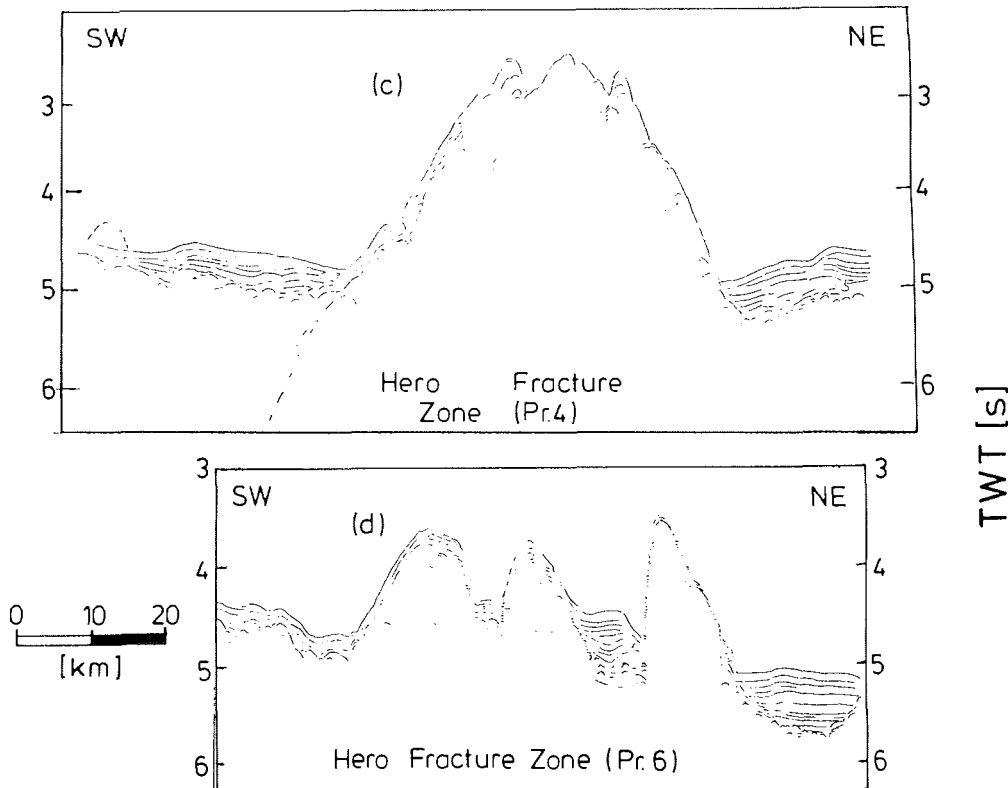 SW NE
(c)
3 3
4 4
5 5
6 6
Hero Fracture
Zone (Pr.4)
TWT [s]
3 3
SW NE
(d)
4 4
0 10 20
[km]
5 5
6 6
Hero Fracture Zone (Pr.6)